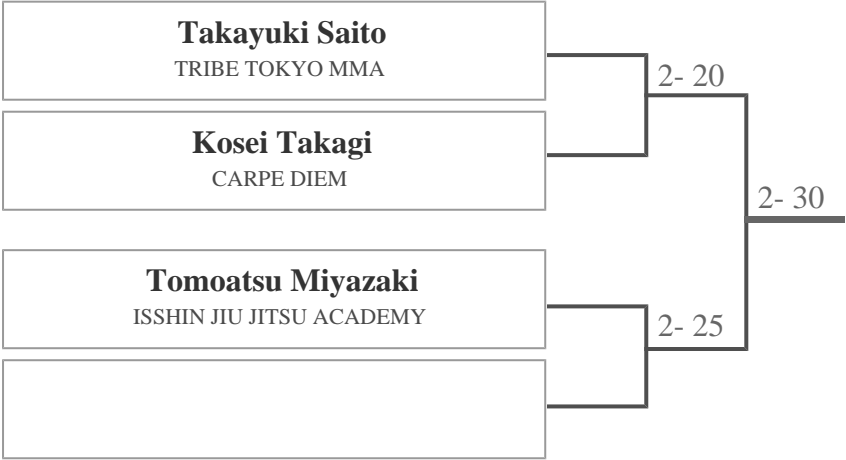 Takayuki Saito
TRIBE TOKYO MMA
2- 20
Kosei Takagi
CARPE DIEM
2- 30
Tomoatsu Miyazaki
ISSHIN JIU JITSU ACADEMY
2- 25